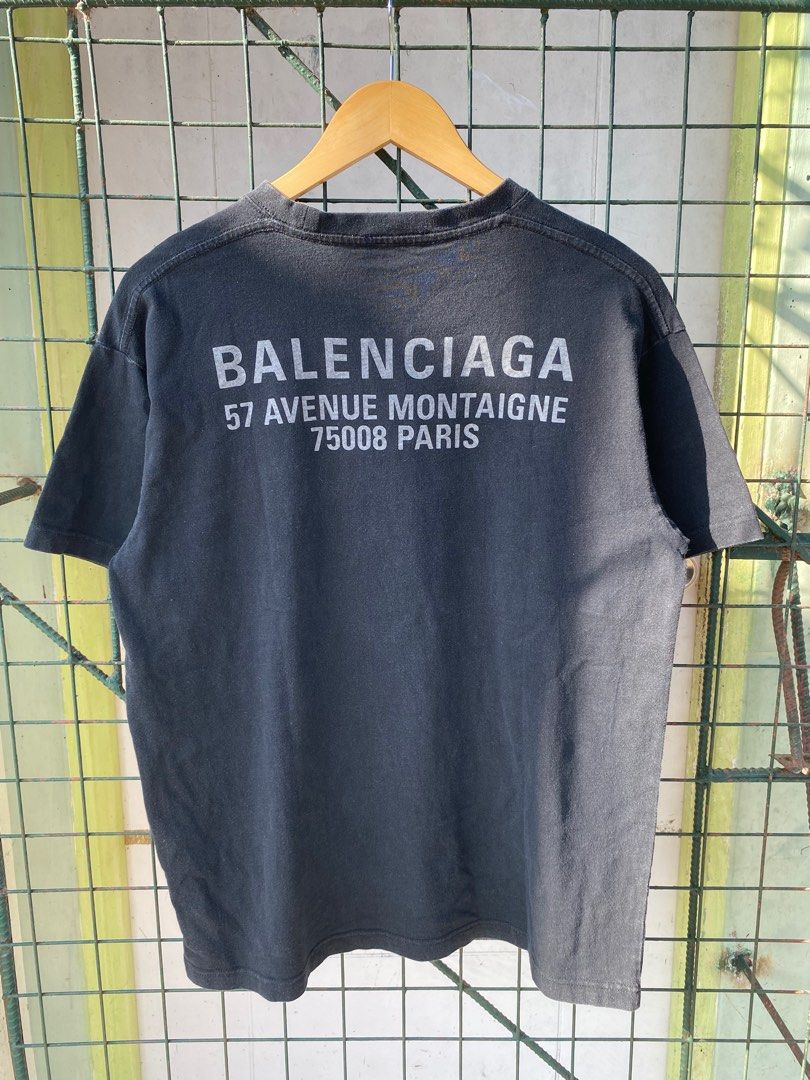 BALENCIAGA
57 AVENUE MONTAIGNE
75008 PARIS